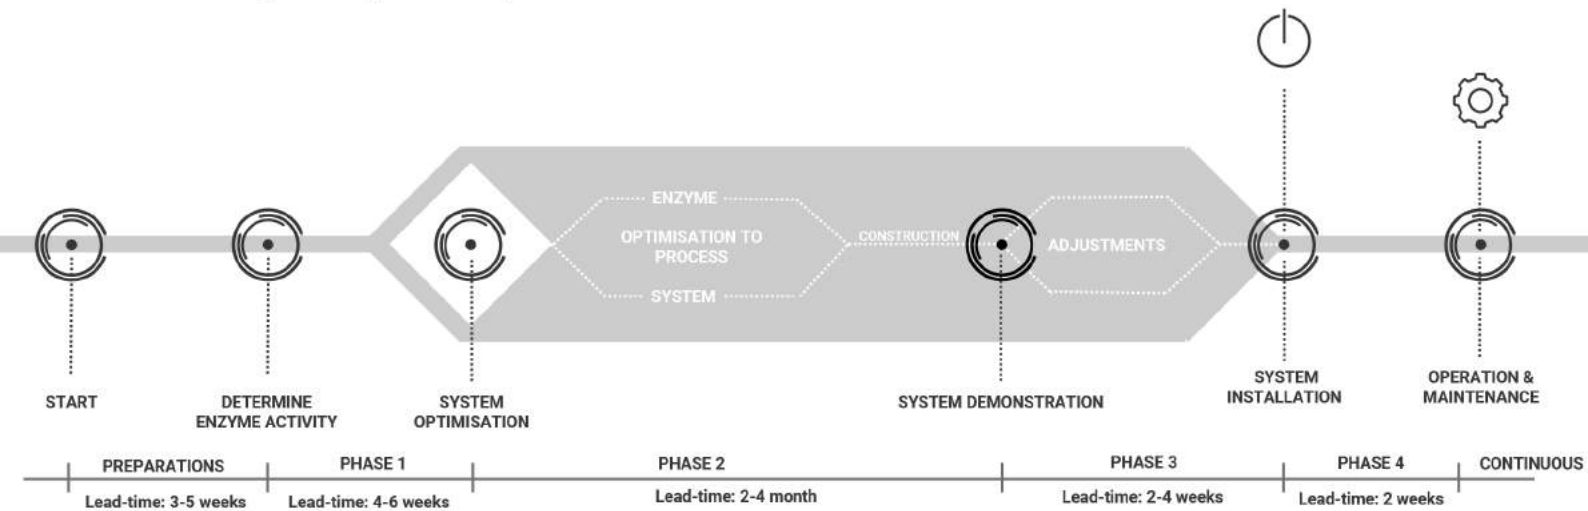 ENZYME
OPTIMISATION TO
PROCESS
SYSTEM
CONSTRUCTION
ADJUSTMENTS
START
DETERMINE
ENZYME ACTIVITY
SYSTEM
OPTIMISATION
SYSTEM DEMONSTRATION
SYSTEM
INSTALLATION
OPERATION &
MAINTENANCE
PREPARATIONS
Lead-time: 3-5 weeks
PHASE 1
Lead-time: 4-6 weeks
PHASE 2
Lead-time: 2-4 month
PHASE 3
Lead-time: 2-4 weeks
PHASE 4
Lead-time: 2 weeks
CONTINUOUS